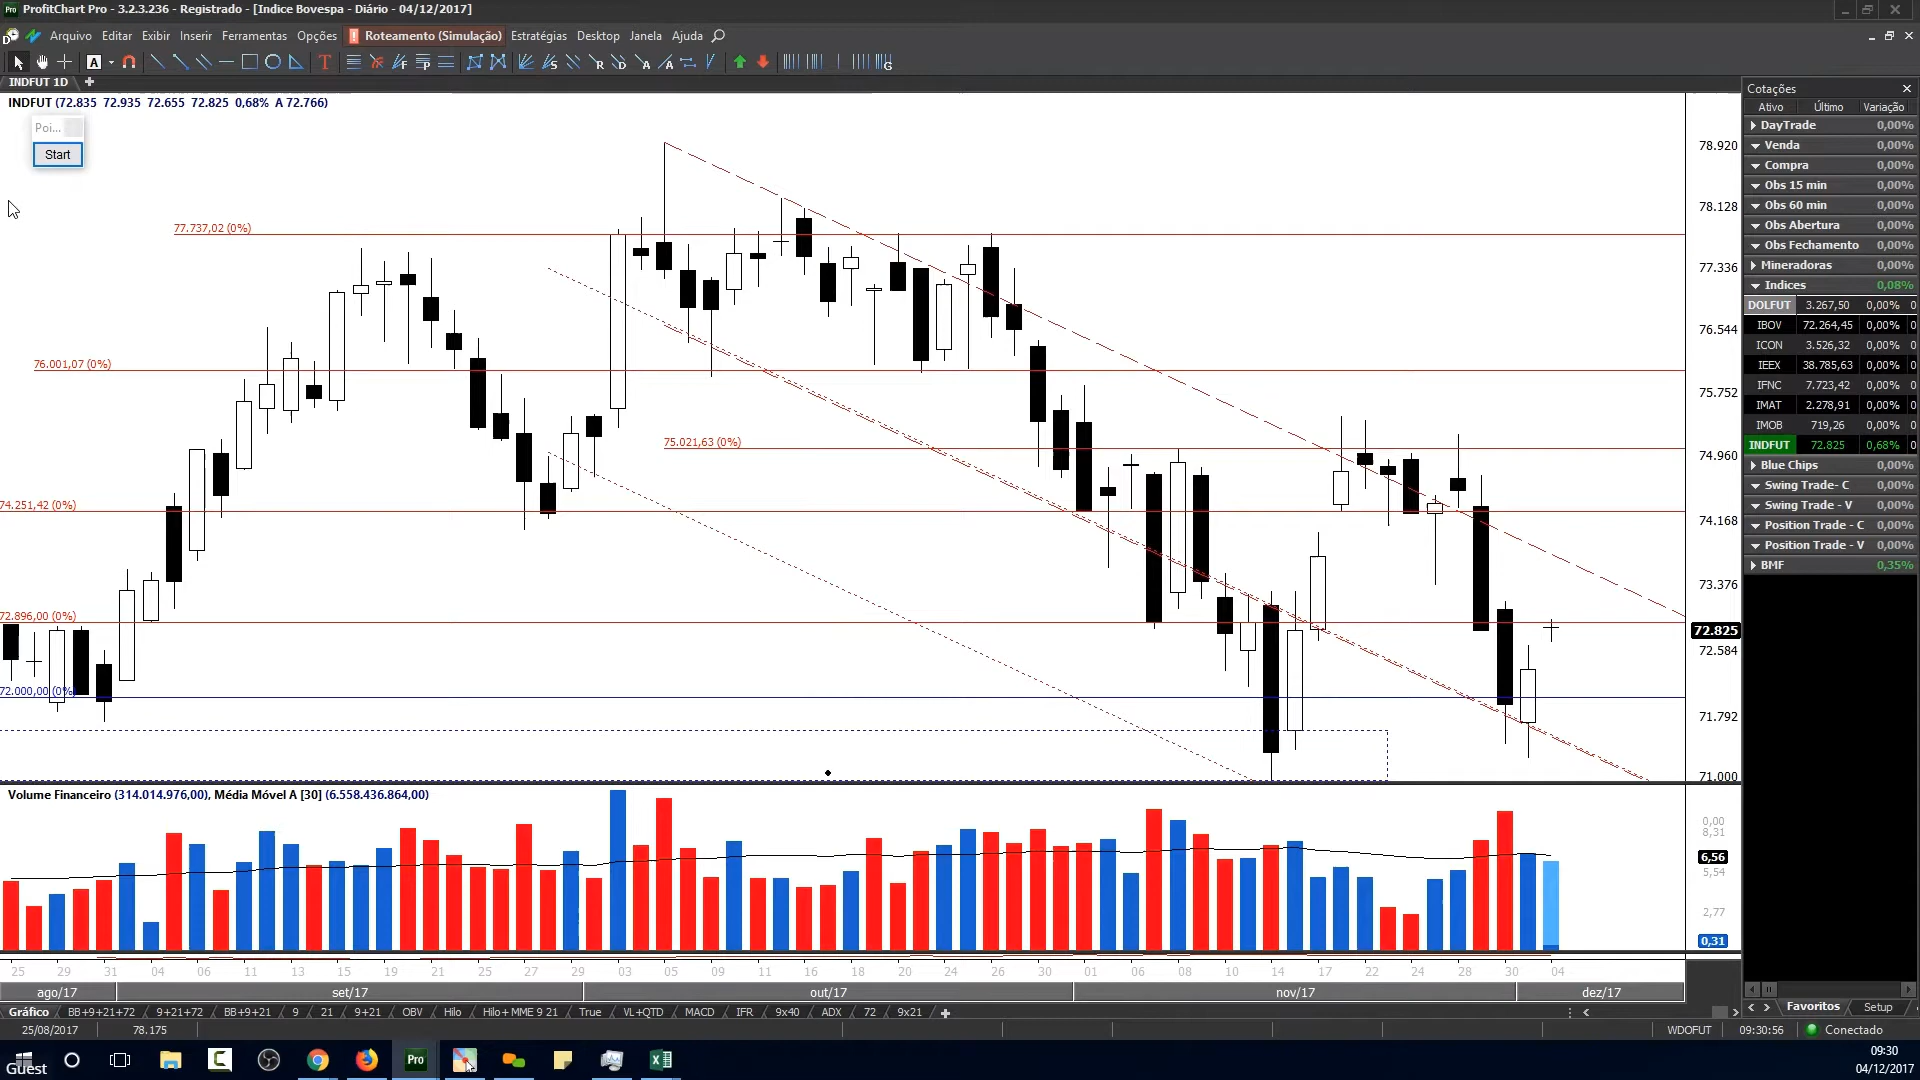 ProfitChart Pro - 3.2.3.236 - Registrado - [Indice Bovespa - Diário - 04/12/2017]
Arquivo Editar Exibir Inserir Ferramentas Opções Roteamento (Simulação) Estratégias Desktop Janela Ajuda
INDFUT 1D
INDFUT (72.835 72.935 72.655 72.825 0,68% A 72.766)
Poi...
Start
77.737,02 (0%)
76.001,07 (0%)
75.021,63 (0%)
74.251,42 (0%)
72.896,00 (0%)
72.000,00 (0%)
78.920
78.128
77.336
76.544
75.752
74.960
74.168
73.376
72.825
72.584
71.792
71.000
Volume Financeiro (314.014.976,00), Média Móvel A [30] (6.558.436.864,00)
0,00
8,31
6,56
5,54
2,77
0,31
25 29 31 04 06 11 13 15 19 21 25 27 29 03 05 09 11 16 18 20 24 26 30 01 06 08 10 14 17 22 24 28 30 04
ago/17 set/17 out/17 nov/17 dez/17
Gráfico BB+9+21+72 9+21+72 BB+9+21 9 21 9+21 OBV Hilo Hilo+MME 9 21 True VL+QTD MACD IFR 9x40 ADX 72 9x21
25/08/2017 78.175 WDOFUT 09:30:56 Conectado
Cotações
Ativo Último Variação
DayTrade 0,00%
Venda 0,00%
Compra 0,00%
Obs 15 min 0,00%
Obs 60 min 0,00%
Obs Abertura 0,00%
Obs Fechamento 0,00%
Mineradoras 0,00%
Indices 0,08%
DOLFUT 3.267,50 0,00% 0
IBOV 72.264,45 0,00% 0
ICON 3.526,32 0,00% 0
IEEX 38.785,63 0,00% 0
IFNC 7.723,42 0,00% 0
IMAT 2.278,91 0,00% 0
IMOB 719,26 0,00% 0
INDFUT 72.825 0,68% 0
Blue Chips 0,00%
Swing Trade- C 0,00%
Swing Trade - V 0,00%
Position Trade - C 0,00%
Position Trade - V 0,00%
BMF 0,35%
Favoritos Setup
Guest
Pro
09:30
04/12/2017